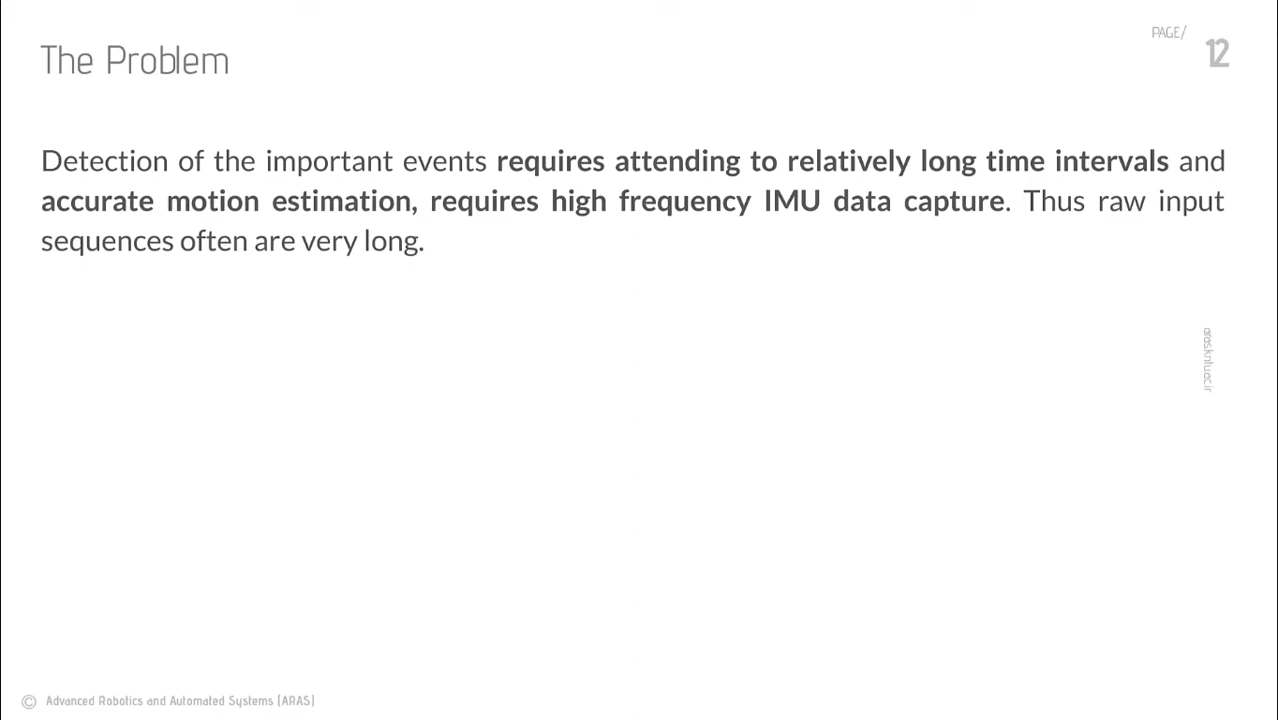 The Problem
PAGE/
12
Detection of the important events requires attending to relatively long time intervals and
accurate motion estimation, requires high frequency IMU data capture. Thus raw input
sequences often are very long.
aras.kntu.ac.ir
© Advanced Robotics and Automated Systems (ARAS)